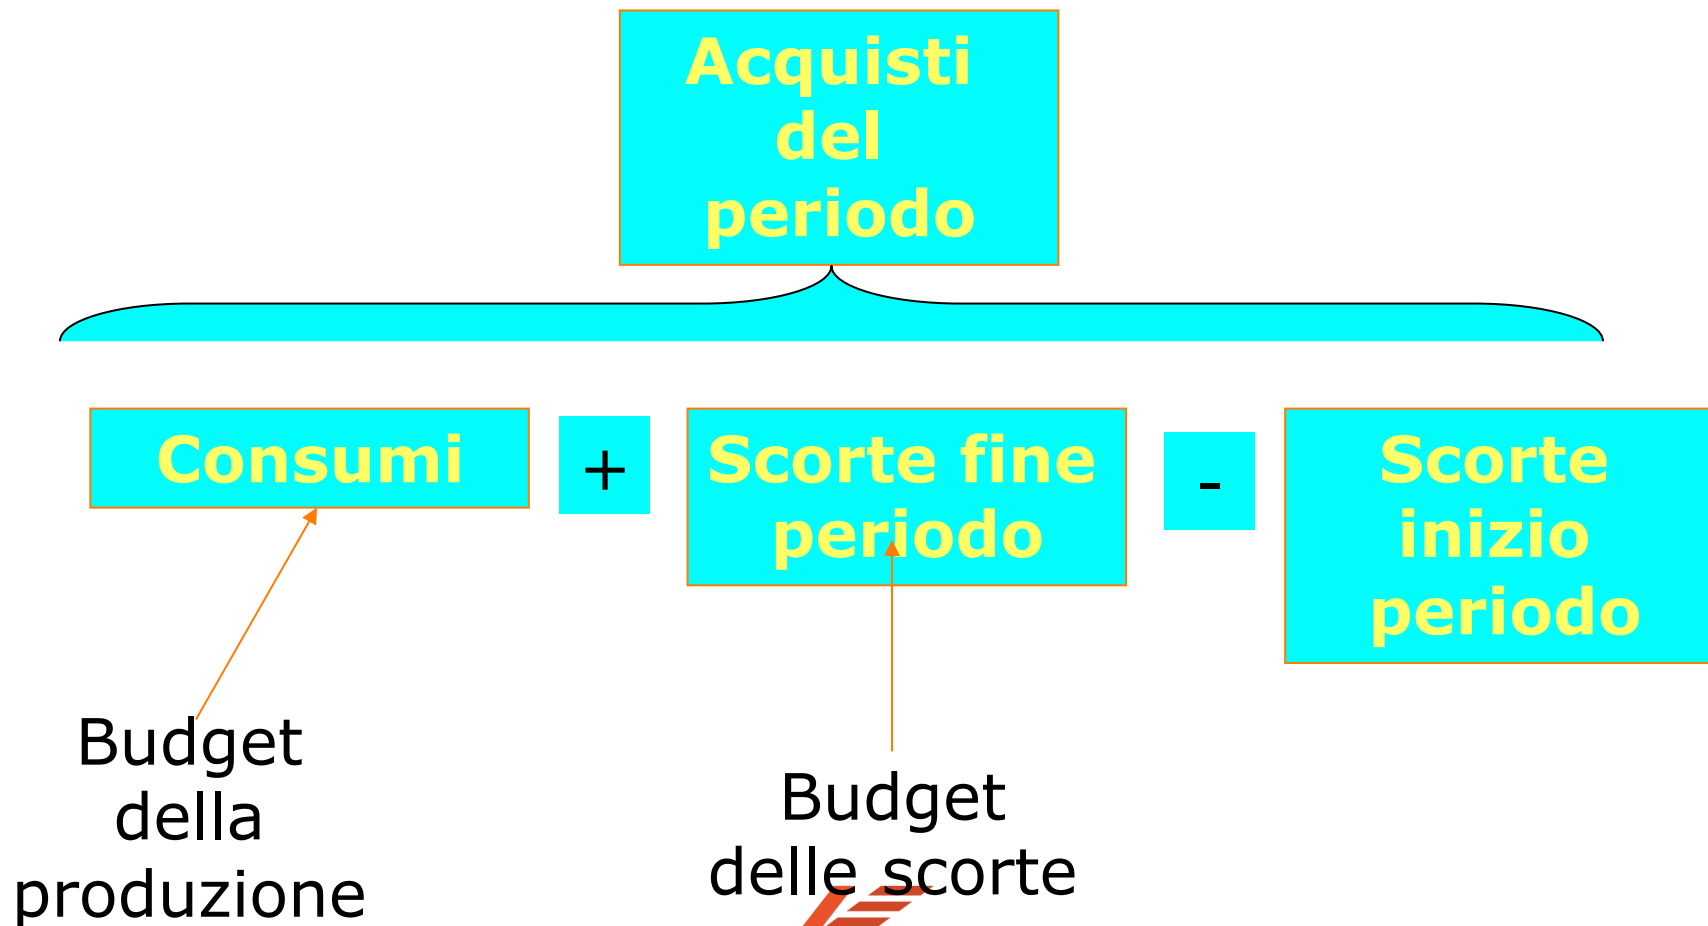 Acquisti
del
periodo
Consumi
+
Scorte fine
periodo
-
Scorte
inizio
periodo
Budget
della
produzione
Budget
delle scorte